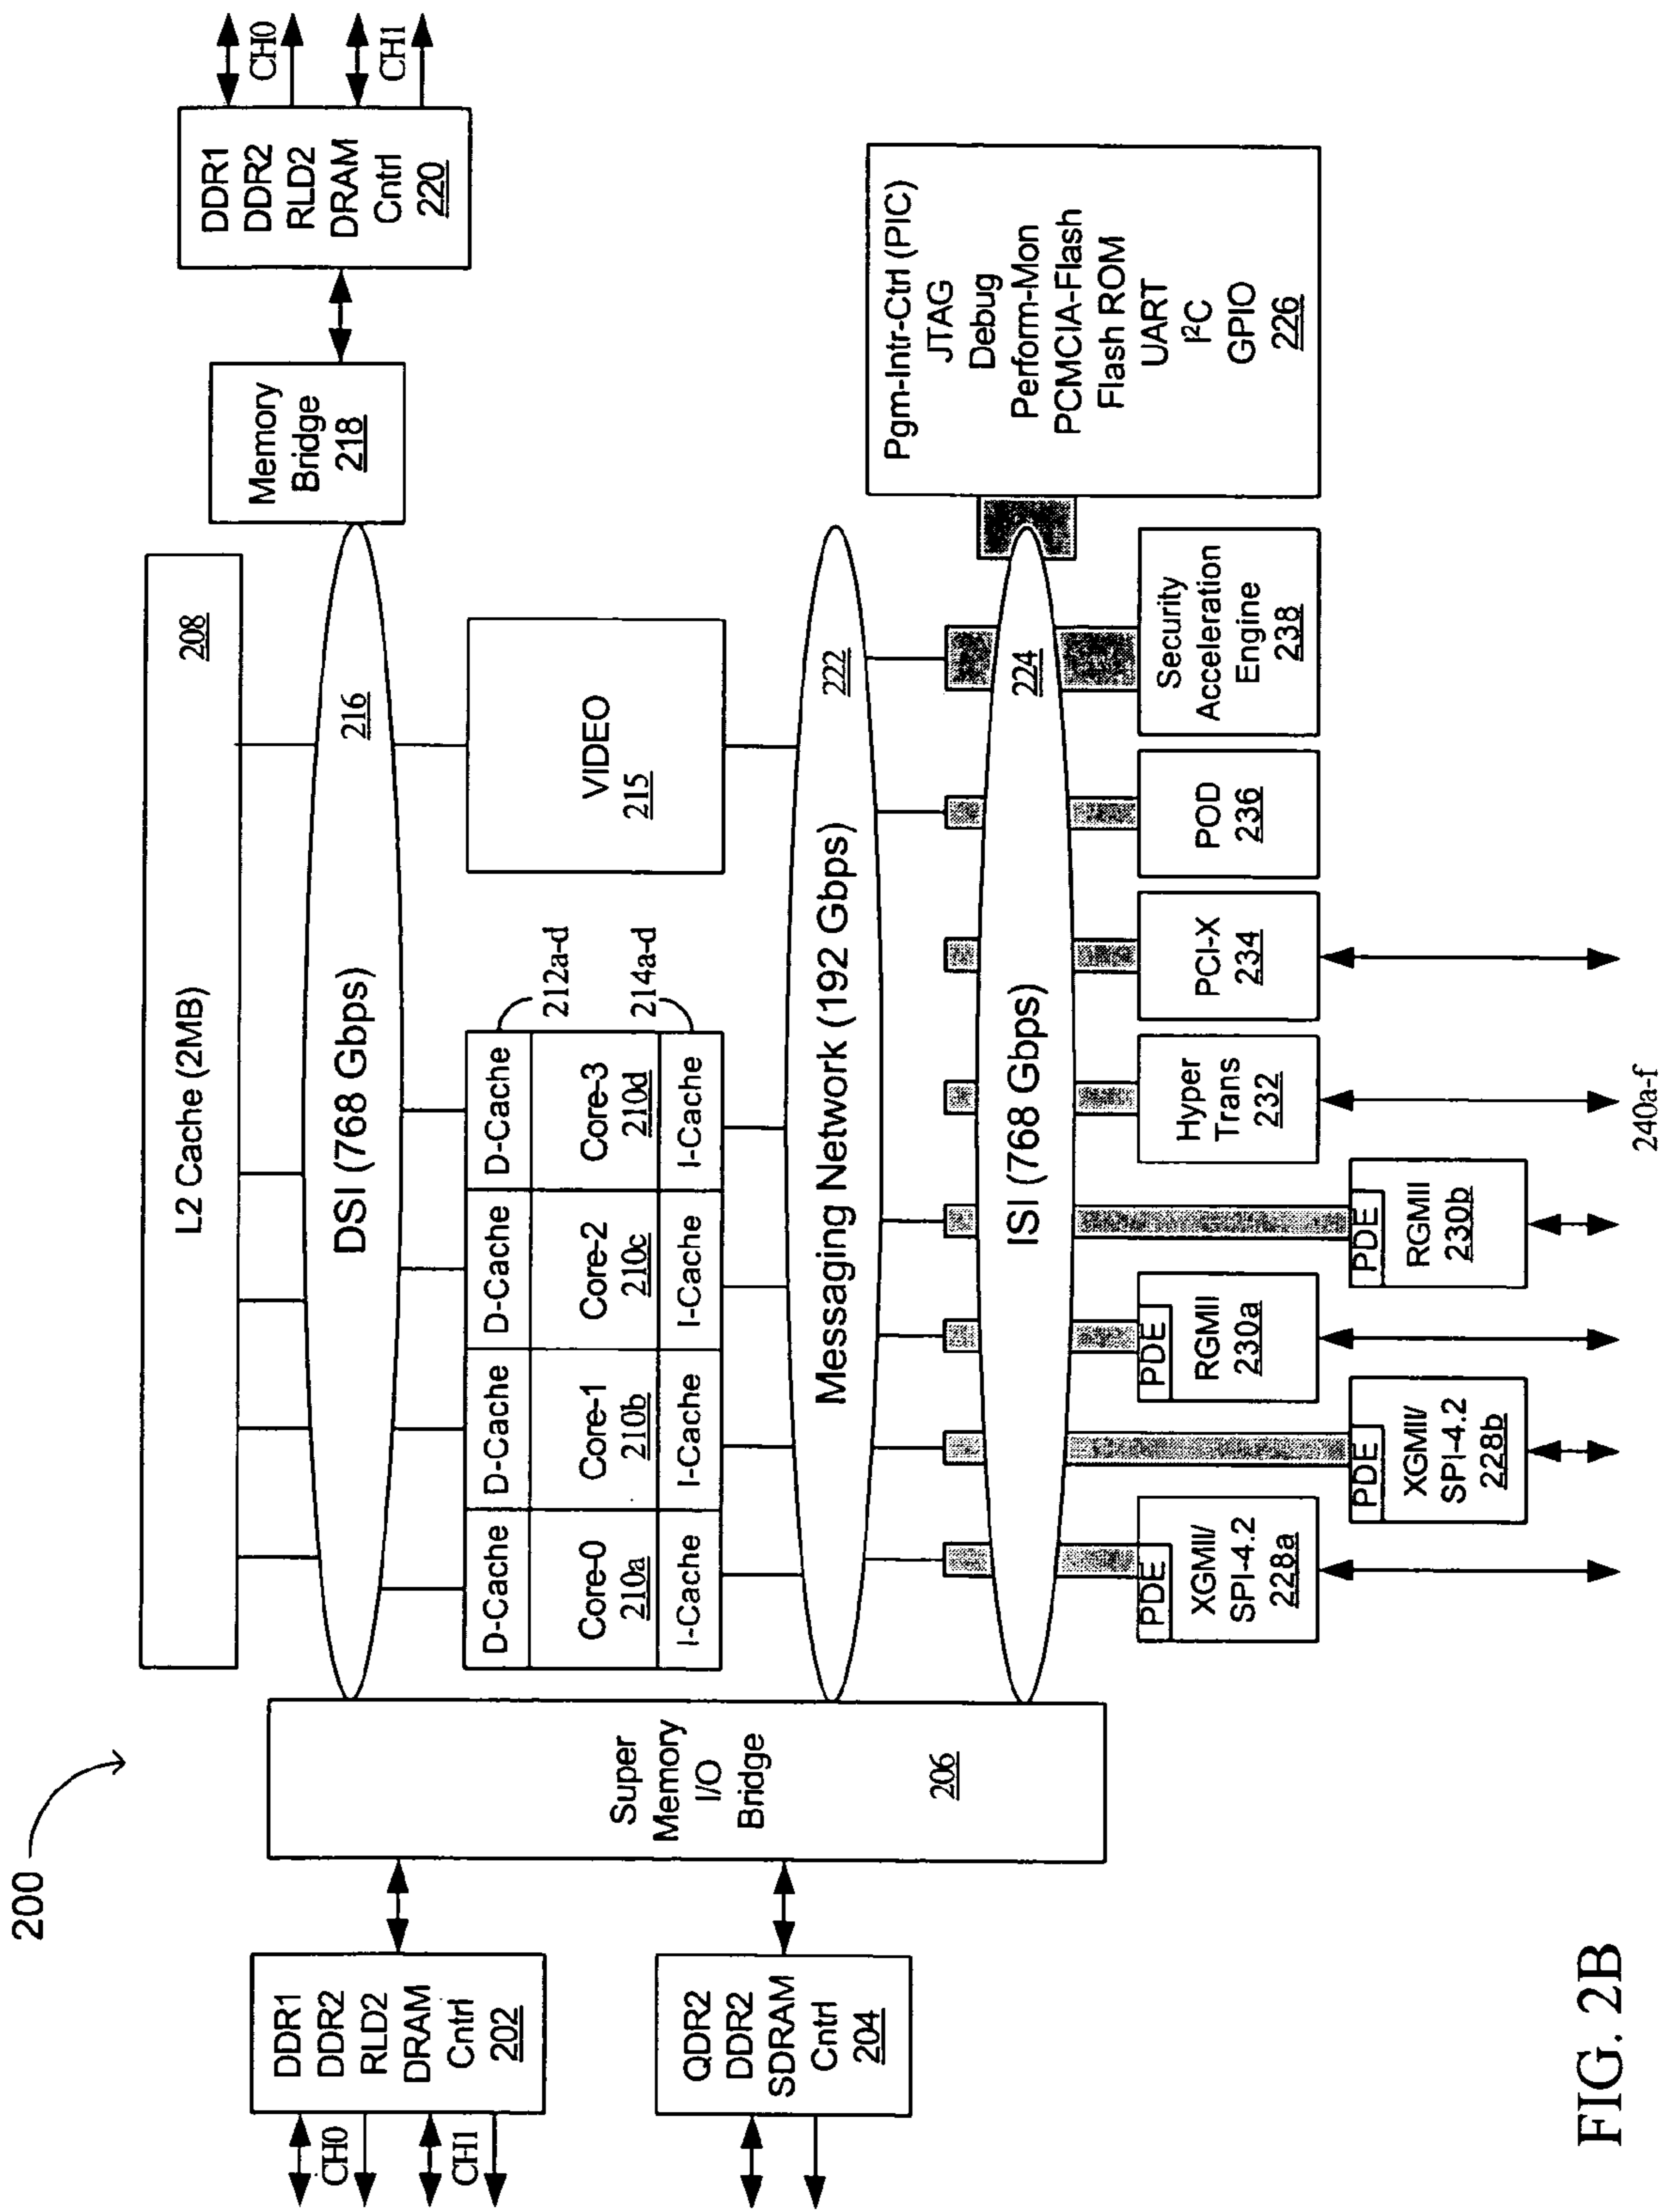 200
L2 Cache (2MB)
208
DDR1
DDR2
RLD2
DRAM
Cntrl
202
CH0
CH1
QDR2
DDR2
SDRAM
Cntrl
204
Super
Memory
I/O
Bridge
206
DSI (768 Gbps)
216
Memory
Bridge
218
DDR1
DDR2
RLD2
DRAM
Cntrl
220
CH0
CH1
D-Cache
D-Cache
D-Cache
D-Cache
212a-d
Core-0
210a
Core-1
210b
Core-2
210c
Core-3
210d
I-Cache
I-Cache
I-Cache
I-Cache
214a-d
VIDEO
215
Messaging Network (192 Gbps)
222
ISI (768 Gbps)
224
Pgm-Intr-Ctrl (PIC)
JTAG
Debug
Perform-Mon
PCMCIA-Flash
Flash ROM
UART
I²C
GPIO
226
PDE
XGMII/
SPI-4.2
228a
PDE
XGMII/
SPI-4.2
228b
PDE
RGMII
230a
PDE
RGMII
230b
Hyper
Trans
232
PCI-X
234
POD
236
Security
Acceleration
Engine
238
240a-f
FIG. 2B